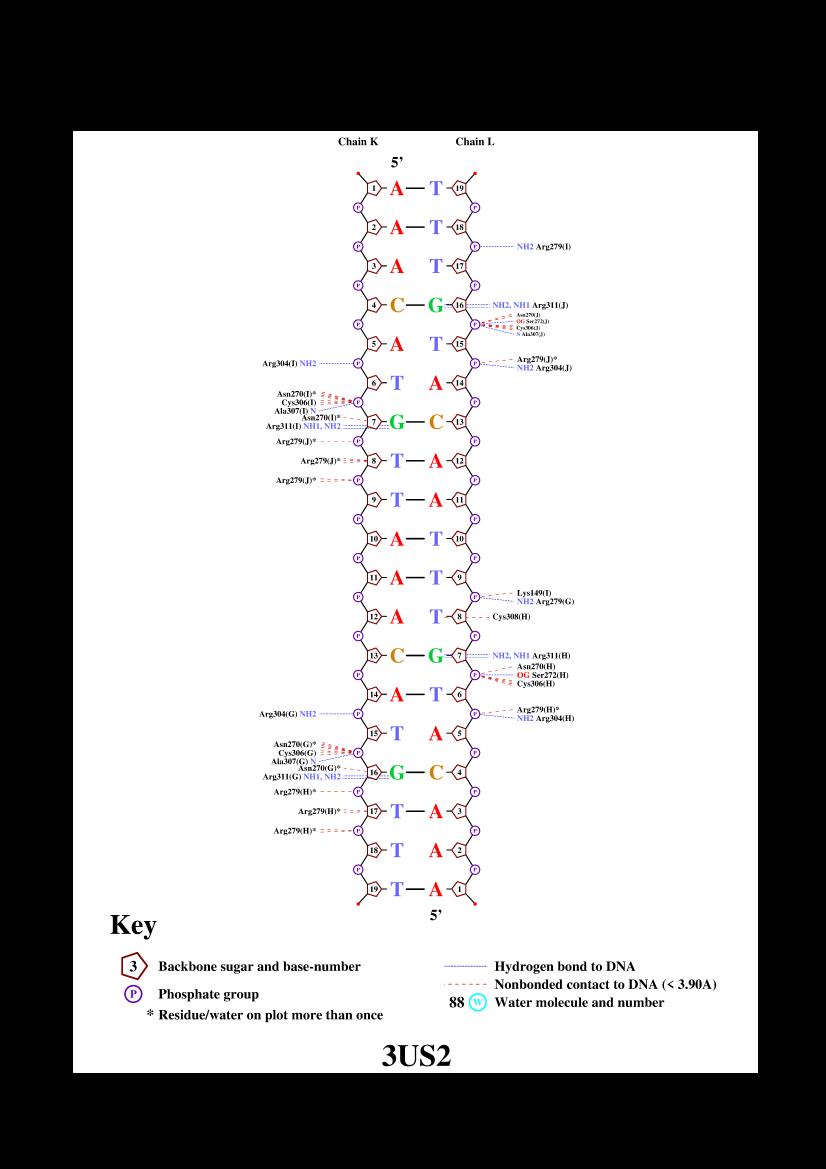 Chain K Chain L
5’
1 A T 19
P P
2 A T 18
P P NH2 Arg279(I)
3 A T 17
P P
4 C G 16 NH2, NH1 Arg311(J)
Asn270(J)
OG Ser272(J)
P P
Cys306(J)
N Ala307(J)
5 A T 15
Arg279(J)*
Arg304(I) NH2 P P
NH2 Arg304(J)
6 T A 14
Asn270(I)*
Cys306(I) P P
Ala307(I) N
Asn270(I)*
7 G C 13
Arg311(I) NH1, NH2
Arg279(J)* P P
Arg279(J)* 8 T A 12
Arg279(J)* P P
9 T A 11
P P
10 A T 10
P P
11 A T 9
Lys149(I)
P P
NH2 Arg279(G)
12 A T 8 Cys308(H)
P P
13 C G 7 NH2, NH1 Arg311(H)
Asn270(H)
P P OG Ser272(H)
Cys306(H)
14 A T 6
Arg279(H)*
Arg304(G) NH2 P P
NH2 Arg304(H)
15 T A 5
Asn270(G)*
Cys306(G) P P
Ala307(G) N
Asn270(G)*
16 G C 4
Arg311(G) NH1, NH2
Arg279(H)* P P
Arg279(H)* 17 T A 3
Arg279(H)* P P
18 T A 2
P P
19 T A 1
5’
Key
3 Backbone sugar and base-number Hydrogen bond to DNA
Nonbonded contact to DNA (< 3.90A)
P Phosphate group
88 W Water molecule and number
* Residue/water on plot more than once
3US2